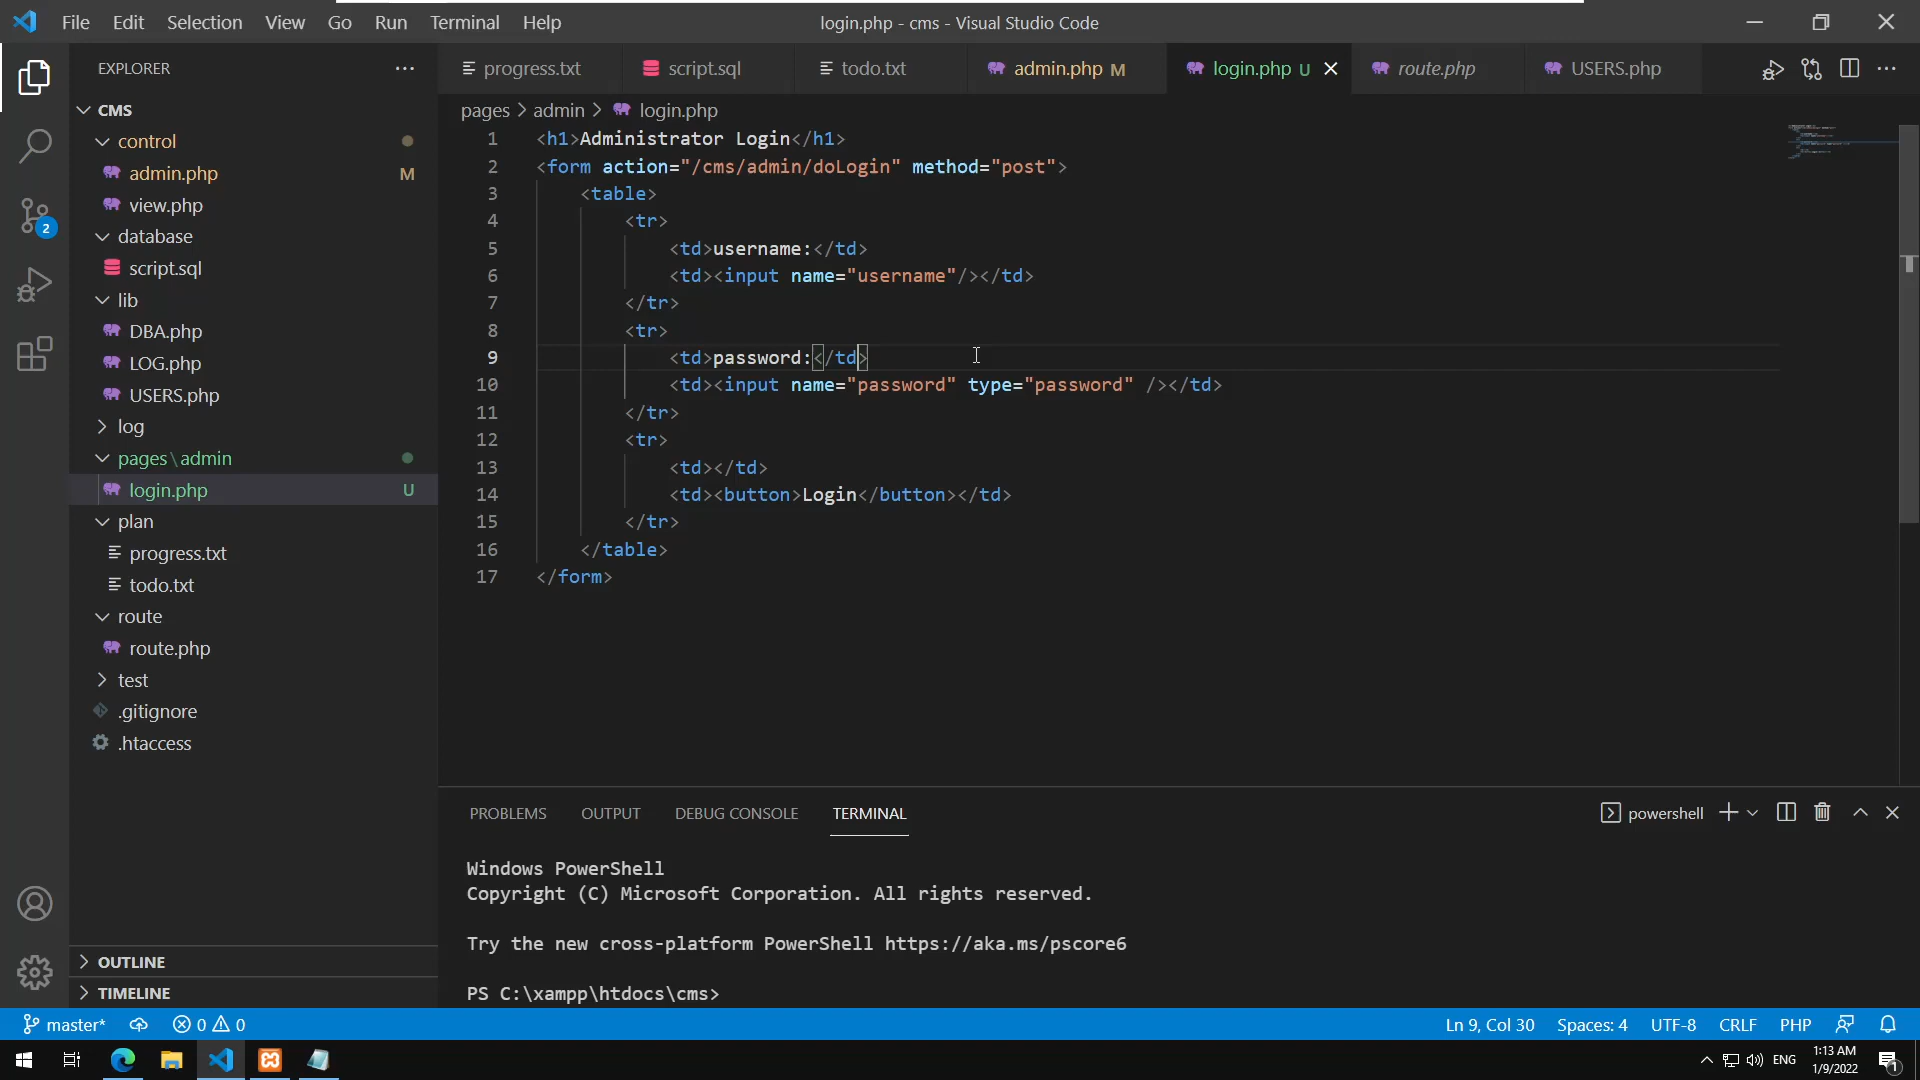 File Edit Selection View Go Run Terminal Help
login.php - cms - Visual Studio Code
EXPLORER
CMS
control
admin.php M
view.php
database
script.sql
lib
DBA.php
LOG.php
USERS.php
log
pages\admin
login.php U
plan
progress.txt
todo.txt
route
route.php
test
.gitignore
.htaccess
OUTLINE
TIMELINE
2
progress.txt script.sql todo.txt admin.php M login.php U route.php USERS.php
pages > admin > login.php
1 <h1>Administrator Login</h1>
2 <form action="/cms/admin/doLogin" method="post">
3 <table>
4 <tr>
5 <td>username:</td>
6 <td><input name="username"/></td>
7 </tr>
8 <tr>
9 <td>password:</td>
10 <td><input name="password" type="password" /></td>
11 </tr>
12 <tr>
13 <td></td>
14 <td><button>Login</button></td>
15 </tr>
16 </table>
17 </form>
PROBLEMS OUTPUT DEBUG CONSOLE TERMINAL
powershell
Windows PowerShell
Copyright (C) Microsoft Corporation. All rights reserved.
Try the new cross-platform PowerShell https://aka.ms/pscore6
PS C:\xampp\htdocs\cms>
master* 0 0
Ln 9, Col 30 Spaces: 4 UTF-8 CRLF PHP
ENG
1:13 AM
1/9/2022
1